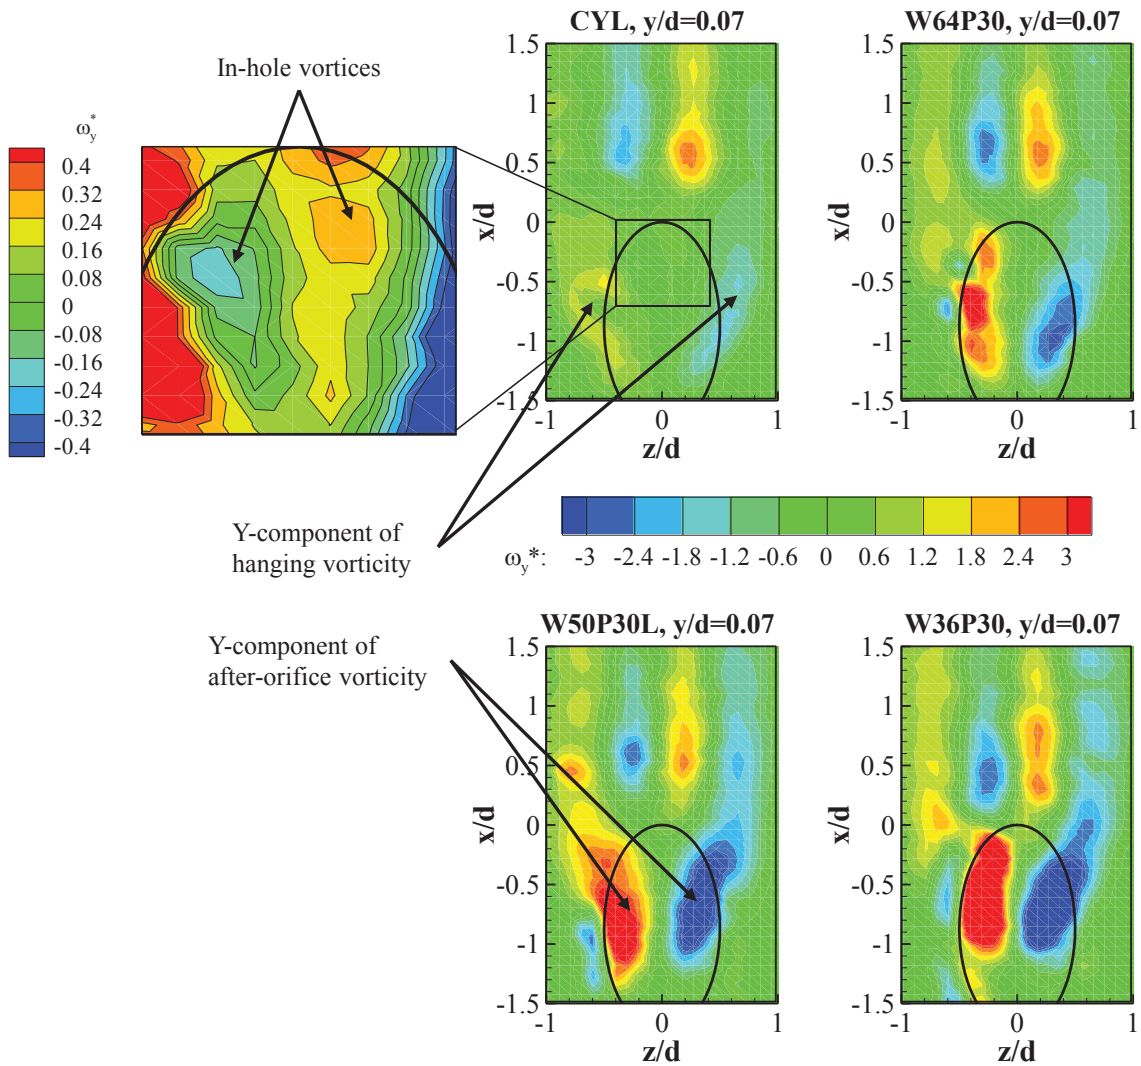 CYL, y/d=0.07
W64P30, y/d=0.07
In-hole vortices
ω*y
0.4
0.32
0.24
0.16
0.08
0
-0.08
-0.16
-0.24
-0.32
-0.4
1.5
1
0.5
0
-0.5
-1
-1.5
x/d
-1 0 1
z/d
1.5
1
0.5
0
-0.5
-1
-1.5
x/d
-1 0 1
z/d
Y-component of
hanging vorticity
ωy*: -3 -2.4 -1.8 -1.2 -0.6 0 0.6 1.2 1.8 2.4 3
Y-component of
after-orifice vorticity
W50P30L, y/d=0.07
W36P30, y/d=0.07
1.5
1
0.5
0
-0.5
-1
-1.5
x/d
-1 0 1
z/d
1.5
1
0.5
0
-0.5
-1
-1.5
x/d
-1 0 1
z/d